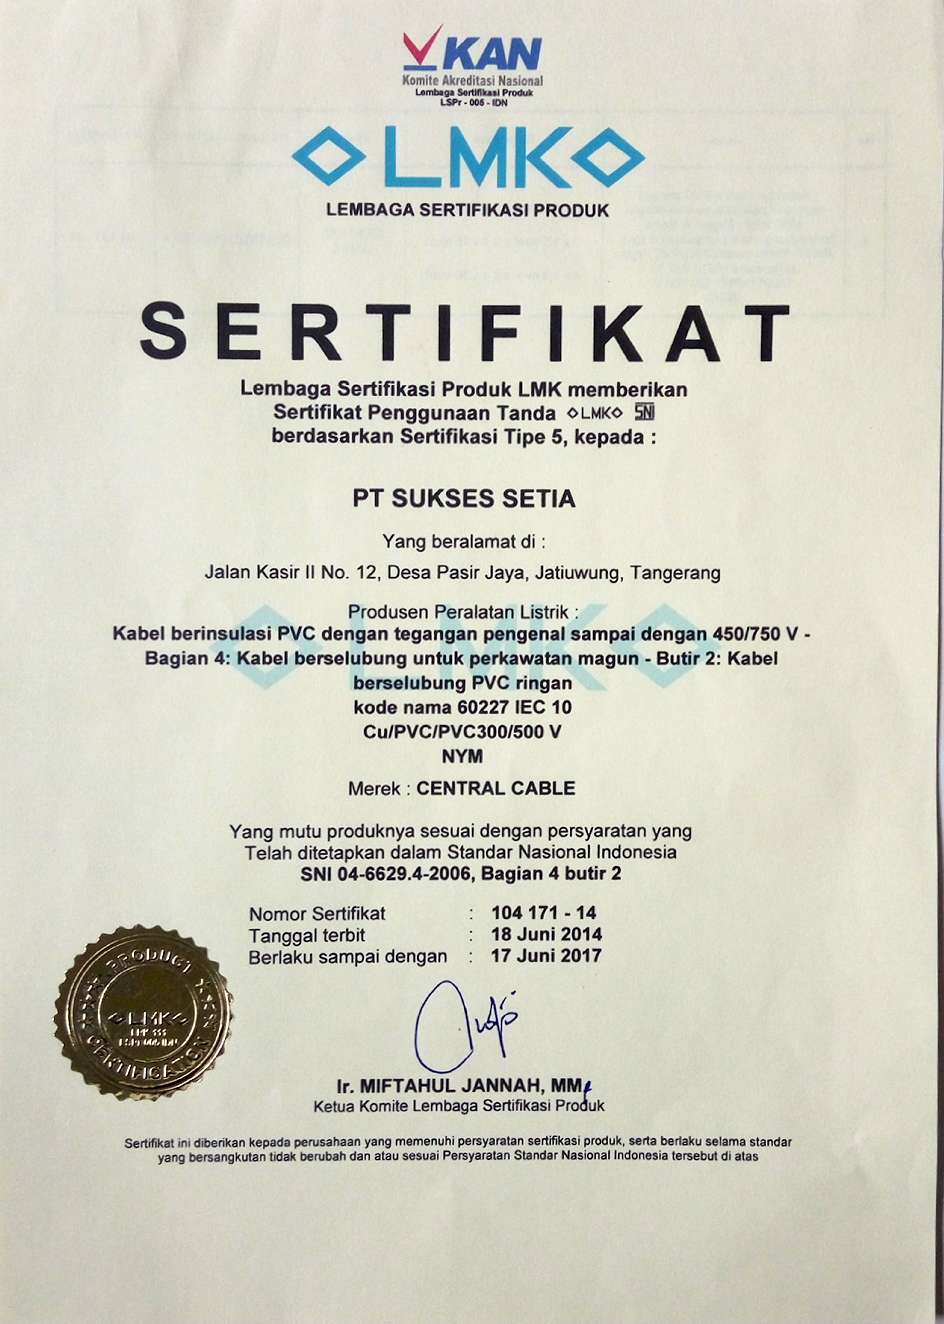 KAN
Komite Akreditasi Nasional
Lembaga Sertifikasi Produk
LSPr - 005 - IDN
LMK
LEMBAGA SERTIFIKASI PRODUK
SERTIFIKAT
Lembaga Sertifikasi Produk LMK memberikan
Sertifikat Penggunaan Tanda LMK SNI
berdasarkan Sertifikasi Tipe 5, kepada :
PT SUKSES SETIA
Yang beralamat di :
Jalan Kasir II No. 12, Desa Pasir Jaya, Jatiuwung, Tangerang
LMK
Produsen Peralatan Listrik :
Kabel berinsulasi PVC dengan tegangan pengenal sampai dengan 450/750 V -
Bagian 4: Kabel berselubung untuk perkawatan magun - Butir 2: Kabel
berselubung PVC ringan
kode nama 60227 IEC 10
Cu/PVC/PVC300/500 V
NYM
Merek : CENTRAL CABLE
Yang mutu produknya sesuai dengan persyaratan yang
Telah ditetapkan dalam Standar Nasional Indonesia
SNI 04-6629.4-2006, Bagian 4 butir 2
Nomor Sertifikat : 104 171 - 14
Tanggal terbit : 18 Juni 2014
Berlaku sampai dengan : 17 Juni 2017
PRODUCT
LMK
LSPr 005 IDN
CERTIFICATION
Ir. MIFTAHUL JANNAH, MM
Ketua Komite Lembaga Sertifikasi Produk
Sertifikat ini diberikan kepada perusahaan yang memenuhi persyaratan sertifikasi produk, serta berlaku selama standar
yang bersangkutan tidak berubah dan atau sesuai Persyaratan Standar Nasional Indonesia tersebut di atas